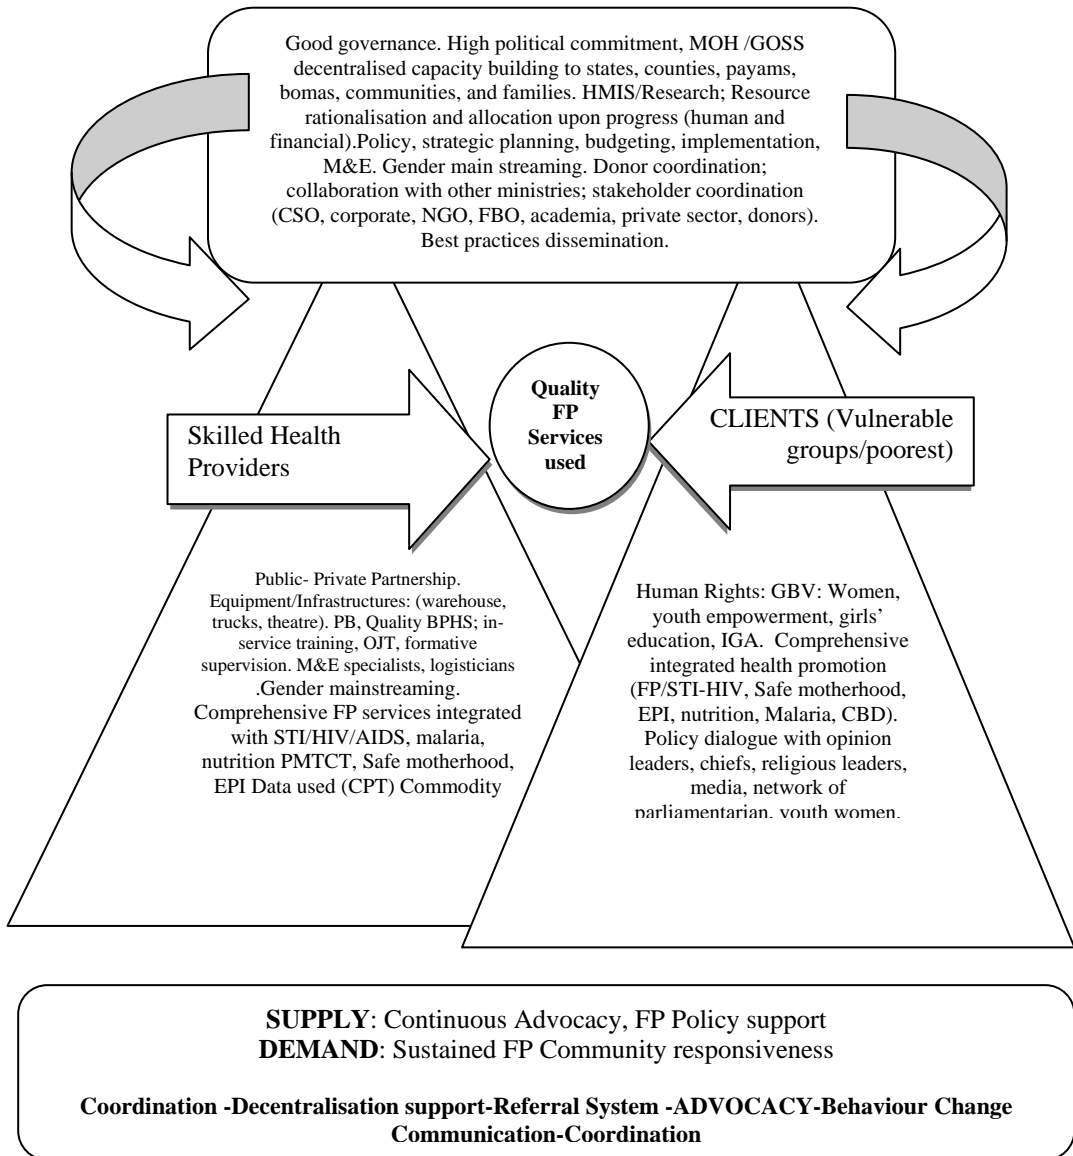 Good governance. High political commitment, MOH /GOSS
decentralised capacity building to states, counties, payams,
bomas, communities, and families. HMIS/Research; Resource
rationalisation and allocation upon progress (human and
financial).Policy, strategic planning, budgeting, implementation,
M&E. Gender main streaming. Donor coordination;
collaboration with other ministries; stakeholder coordination
(CSO, corporate, NGO, FBO, academia, private sector, donors).
Best practices dissemination.
Skilled Health
Providers
Quality
FP
Services
used
CLIENTS (Vulnerable
groups/poorest)
Public- Private Partnership.
Equipment/Infrastructures: (warehouse,
trucks, theatre). PB, Quality BPHS; in-
service training, OJT, formative
supervision. M&E specialists, logisticians
.Gender mainstreaming.
Comprehensive FP services integrated
with STI/HIV/AIDS, malaria,
nutrition PMTCT, Safe motherhood,
EPI Data used (CPT) Commodity
Human Rights: GBV: Women,
youth empowerment, girls’
education, IGA.  Comprehensive
integrated health promotion
(FP/STI-HIV, Safe motherhood,
EPI, nutrition, Malaria, CBD).
Policy dialogue with opinion
leaders, chiefs, religious leaders,
media, network of
parliamentarian, youth women,
SUPPLY: Continuous Advocacy, FP Policy support
DEMAND: Sustained FP Community responsiveness
Coordination -Decentralisation support-Referral System -ADVOCACY-Behaviour Change
Communication-Coordination